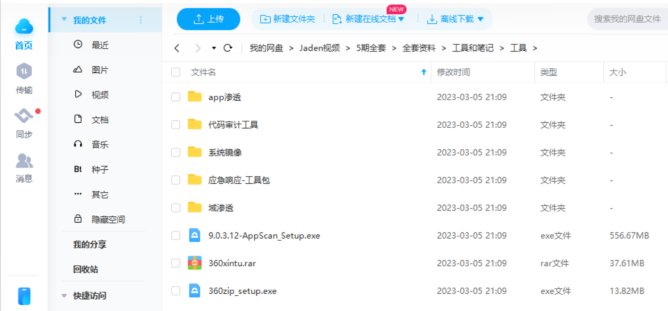 我的文件
上传
新建文件夹
新建在线文档
NEW
离线下载
搜索我的网盘文件
首页
传输
同步
消息
最近
图片
视频
文档
音乐
Bt 种子
其它
隐藏空间
我的分享
回收站
快捷访问
我的网盘 > Jaden视频 > 5期全套 > 全套资料 > 工具和笔记 > 工具 >
文件名 修改时间 类型 大小
app渗透 2023-03-05 21:09 文件夹 -
代码审计工具 2023-03-05 21:09 文件夹 -
系统镜像 2023-03-05 21:09 文件夹 -
应急响应-工具包 2023-03-05 21:09 文件夹 -
域渗透 2023-03-05 21:09 文件夹 -
9.0.3.12-AppScan_Setup.exe 2023-03-05 21:09 exe文件 556.67MB
360xintu.rar 2023-03-05 21:09 rar文件 37.61MB
360zip_setup.exe 2023-03-05 21:09 exe文件 13.82MB